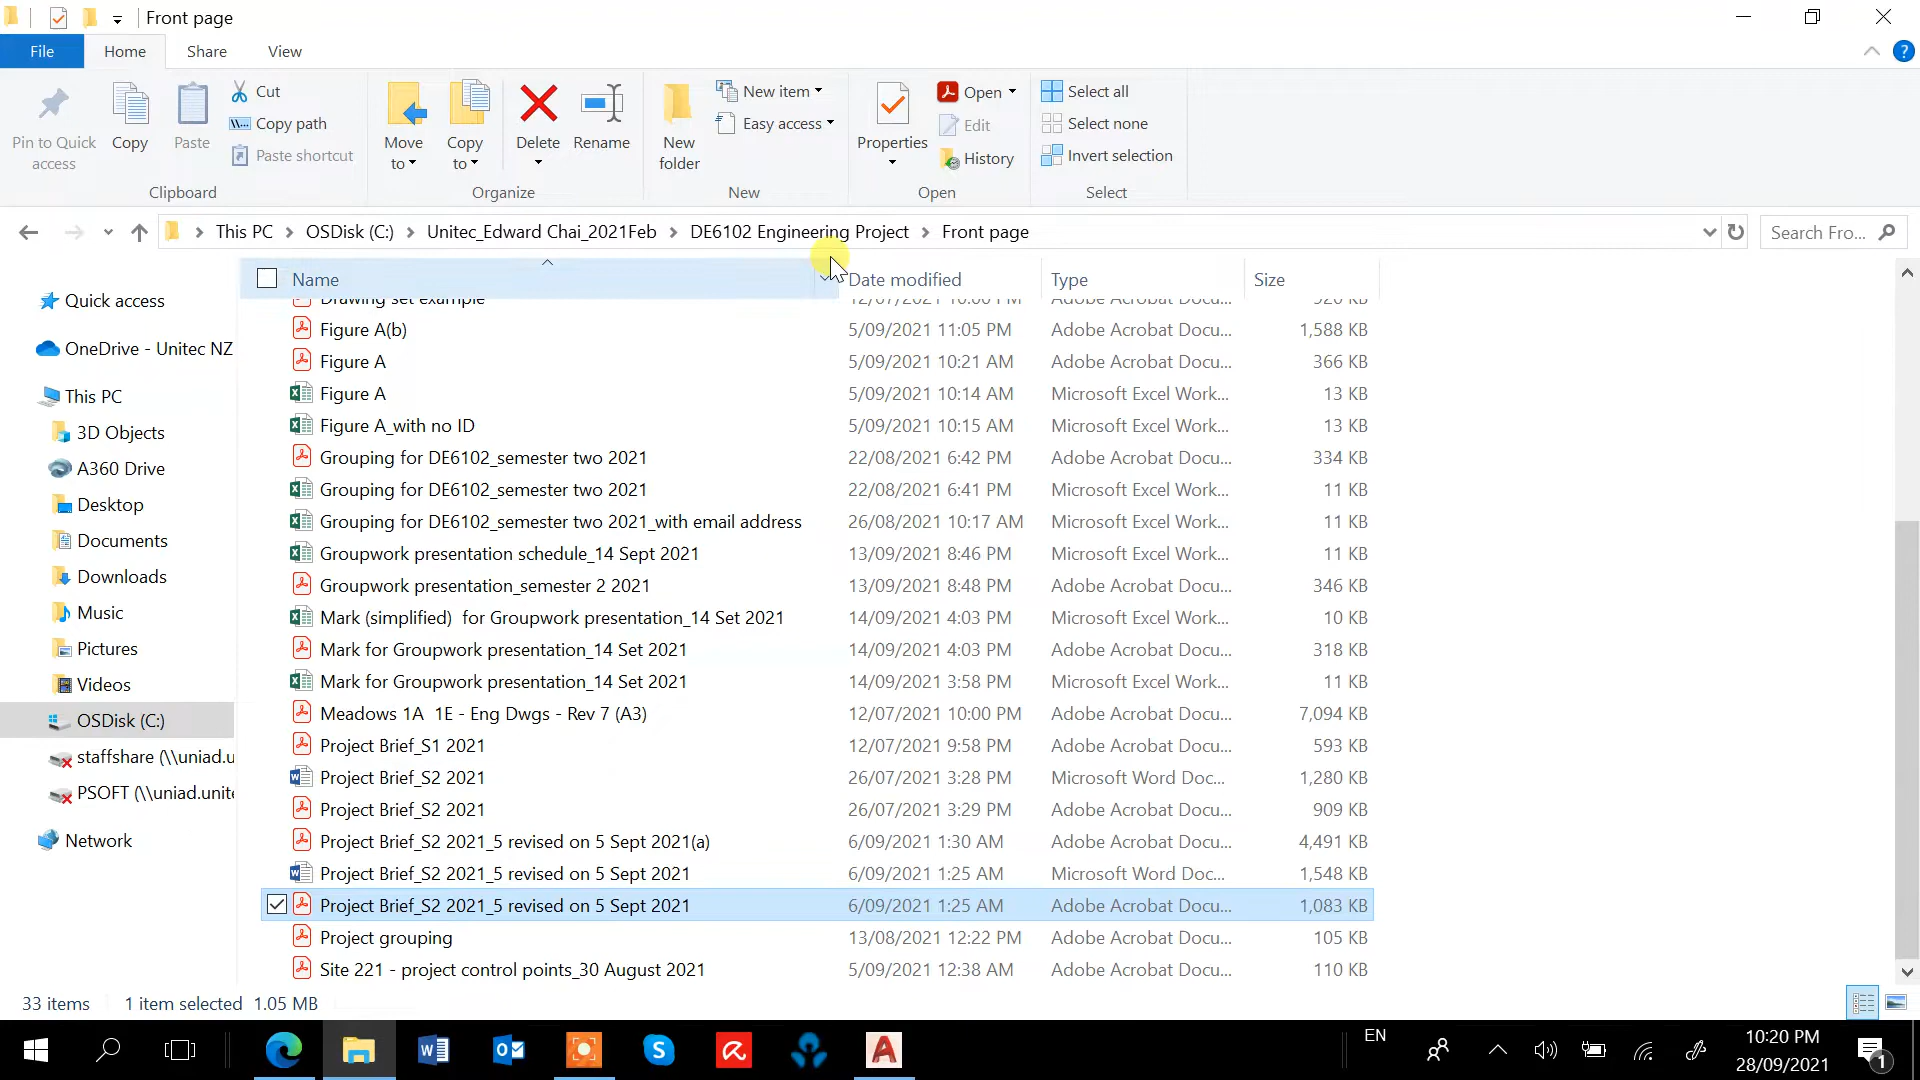 Front page
File Home Share View
Pin to Quick access
Copy
Paste
Cut
Copy path
Paste shortcut
Clipboard
Move to
Copy to
Delete
Rename
Organize
New folder
New item
Easy access
New
Properties
Open
Edit
History
Open
Select all
Select none
Invert selection
Select
This PC OSDisk (C:) Unitec_Edward Chai_2021Feb DE6102 Engineering Project Front page
Search Fro...
Quick access
OneDrive - Unitec NZ
This PC
3D Objects
A360 Drive
Desktop
Documents
Downloads
Music
Pictures
Videos
OSDisk (C:)
staffshare (\\uniad.u
PSOFT (\\uniad.unite
Network
Name Date modified Type Size
Drawing set example 12/07/2021 10:00 PM Adobe Acrobat Docu... 920 KB
Figure A(b) 5/09/2021 11:05 PM Adobe Acrobat Docu... 1,588 KB
Figure A 5/09/2021 10:21 AM Adobe Acrobat Docu... 366 KB
Figure A 5/09/2021 10:14 AM Microsoft Excel Work... 13 KB
Figure A_with no ID 5/09/2021 10:15 AM Microsoft Excel Work... 13 KB
Grouping for DE6102_semester two 2021 22/08/2021 6:42 PM Adobe Acrobat Docu... 334 KB
Grouping for DE6102_semester two 2021 22/08/2021 6:41 PM Microsoft Excel Work... 11 KB
Grouping for DE6102_semester two 2021_with email address 26/08/2021 10:17 AM Microsoft Excel Work... 11 KB
Groupwork presentation schedule_14 Sept 2021 13/09/2021 8:46 PM Microsoft Excel Work... 11 KB
Groupwork presentation_semester 2 2021 13/09/2021 8:48 PM Adobe Acrobat Docu... 346 KB
Mark (simplified)  for Groupwork presentation_14 Set 2021 14/09/2021 4:03 PM Microsoft Excel Work... 10 KB
Mark for Groupwork presentation_14 Set 2021 14/09/2021 4:03 PM Adobe Acrobat Docu... 318 KB
Mark for Groupwork presentation_14 Set 2021 14/09/2021 3:58 PM Microsoft Excel Work... 11 KB
Meadows 1A  1E - Eng Dwgs - Rev 7 (A3) 12/07/2021 10:00 PM Adobe Acrobat Docu... 7,094 KB
Project Brief_S1 2021 12/07/2021 9:58 PM Adobe Acrobat Docu... 593 KB
Project Brief_S2 2021 26/07/2021 3:28 PM Microsoft Word Doc... 1,280 KB
Project Brief_S2 2021 26/07/2021 3:29 PM Adobe Acrobat Docu... 909 KB
Project Brief_S2 2021_5 revised on 5 Sept 2021(a) 6/09/2021 1:30 AM Adobe Acrobat Docu... 4,491 KB
Project Brief_S2 2021_5 revised on 5 Sept 2021 6/09/2021 1:25 AM Microsoft Word Doc... 1,548 KB
Project Brief_S2 2021_5 revised on 5 Sept 2021 6/09/2021 1:25 AM Adobe Acrobat Docu... 1,083 KB
Project grouping 13/08/2021 12:22 PM Adobe Acrobat Docu... 105 KB
Site 221 - project control points_30 August 2021 5/09/2021 12:38 AM Adobe Acrobat Docu... 110 KB
33 items 1 item selected 1.05 MB
EN
10:20 PM
28/09/2021
1